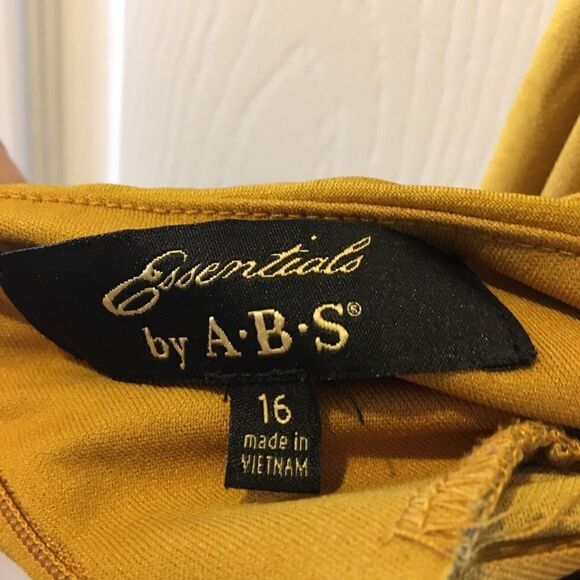 Essentials
by A·B·S®
16
made in
VIETNAM